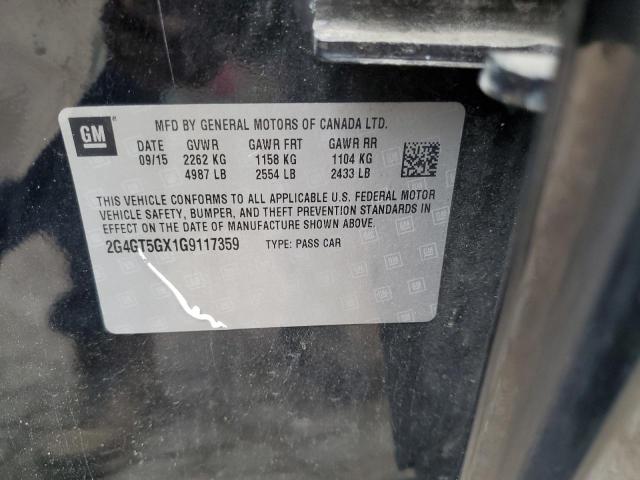 GM
MFD BY GENERAL MOTORS OF CANADA LTD.
DATE GVWR GAWR FRT GAWR RR
09/15 2262 KG 1158 KG 1104 KG
4987 LB 2554 LB 2433 LB
THIS VEHICLE CONFORMS TO ALL APPLICABLE U.S. FEDERAL MOTOR
VEHICLE SAFETY, BUMPER, AND THEFT PREVENTION STANDARDS IN
EFFECT ON THE DATE OF MANUFACTURE SHOWN ABOVE.
2G4GT5GX1G9117359 TYPE: PASS CAR